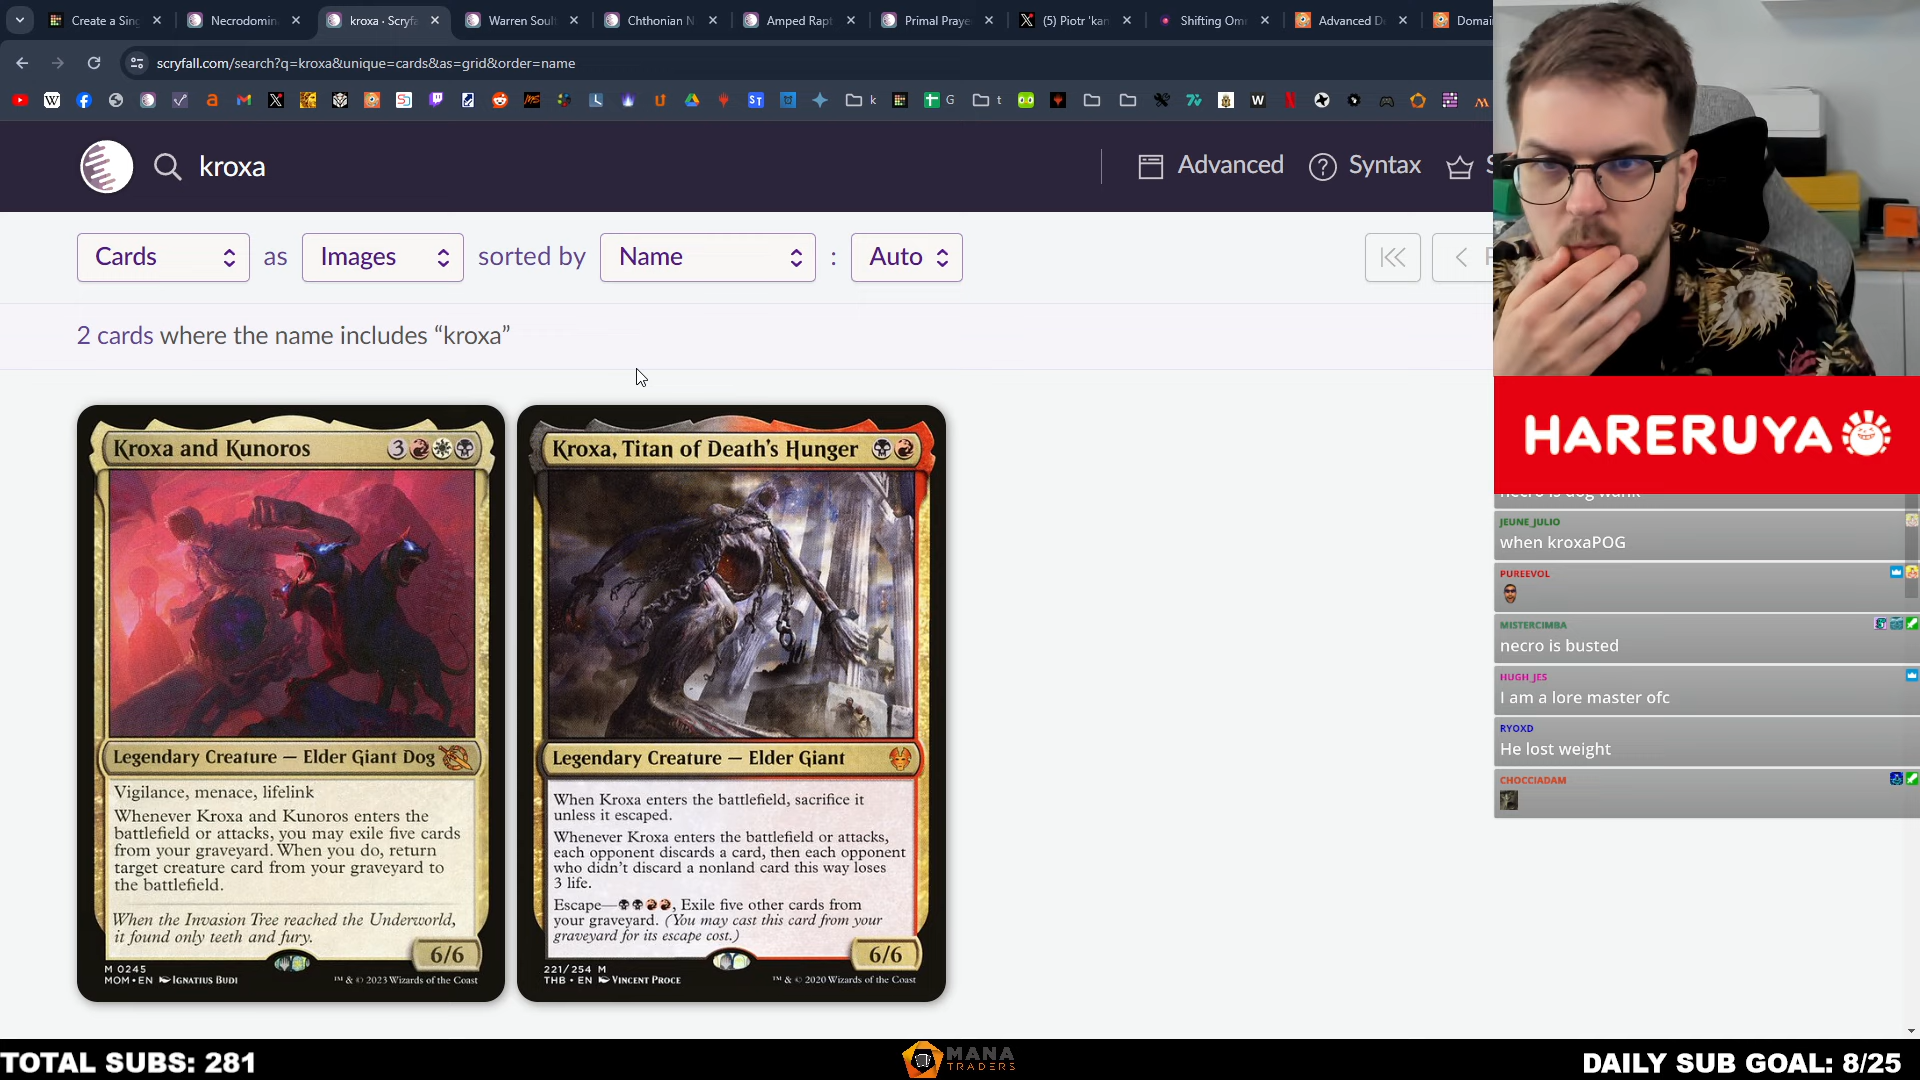 Create a Sin
Necrodomin
kroxa · Scryfa
Warren Soul
Chthonian N
Amped Rapt
Primal Praye
(5) Piotr 'kan
Shifting Om
Advanced D
Domai
scryfall.com/search?q=kroxa&unique=cards&as=grid&order=name
k
G
t
kroxa
Advanced
Syntax
S
Cards as Images sorted by Name : Auto
2 cards where the name includes “kroxa”
Kroxa and Kunoros 3
Legendary Creature — Elder Giant Dog
Vigilance, menace, lifelink
Whenever Kroxa and Kunoros enters the
battlefield or attacks, you may exile five cards
from your graveyard. When you do, return
target creature card from your graveyard to
the battlefield.
When the Invasion Tree reached the Underworld,
it found only teeth and fury.
6/6
M 0245
MOM • EN IGNATIUS BUDI
™ & © 2023 Wizards of the Coast
Kroxa, Titan of Death's Hunger
Legendary Creature — Elder Giant
When Kroxa enters the battlefield, sacrifice it
unless it escaped.
Whenever Kroxa enters the battlefield or attacks,
each opponent discards a card, then each opponent
who didn't discard a nonland card this way loses
3 life.
Escape—, Exile five other cards from
your graveyard. (You may cast this card from your
graveyard for its escape cost.)
6/6
221/254 M
THB • EN VINCENT PROCE
™ & © 2020 Wizards of the Coast
HARERUYA
necro is dog wank
JEUNE_JULIO
when kroxaPOG
PUREEVOL
MISTERCIMBA
necro is busted
HUGH_JES
I am a lore master ofc
RYOXD
He lost weight
CHOCCIADAM
TOTAL SUBS: 281
MANA
TRADERS
DAILY SUB GOAL: 8/25